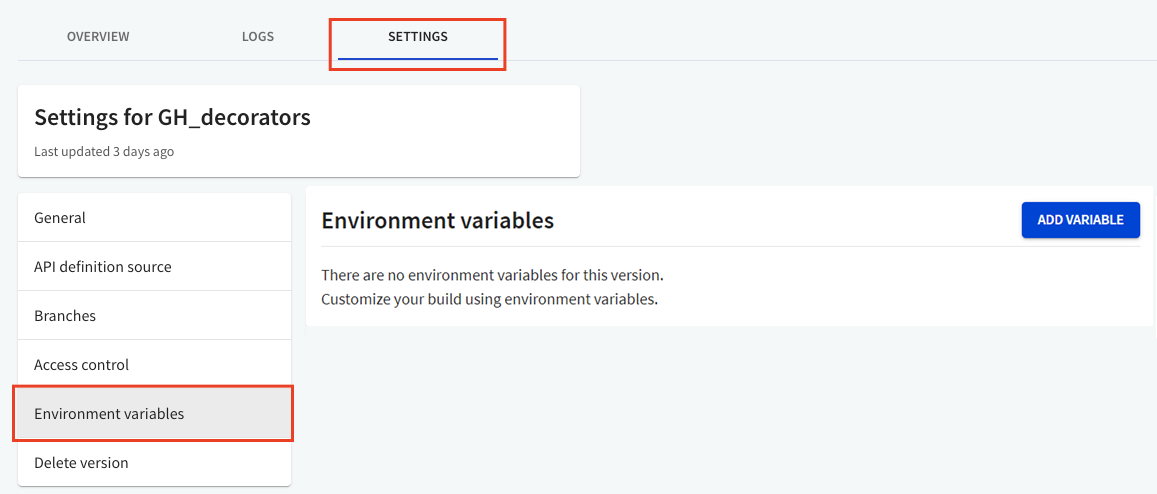 OVERVIEW
LOGS
SETTINGS
Settings for GH_decorators
Last updated 3 days ago
General
API definition source
Branches
Access control
Environment variables
Delete version
Environment variables
ADD VARIABLE
There are no environment variables for this version.
Customize your build using environment variables.